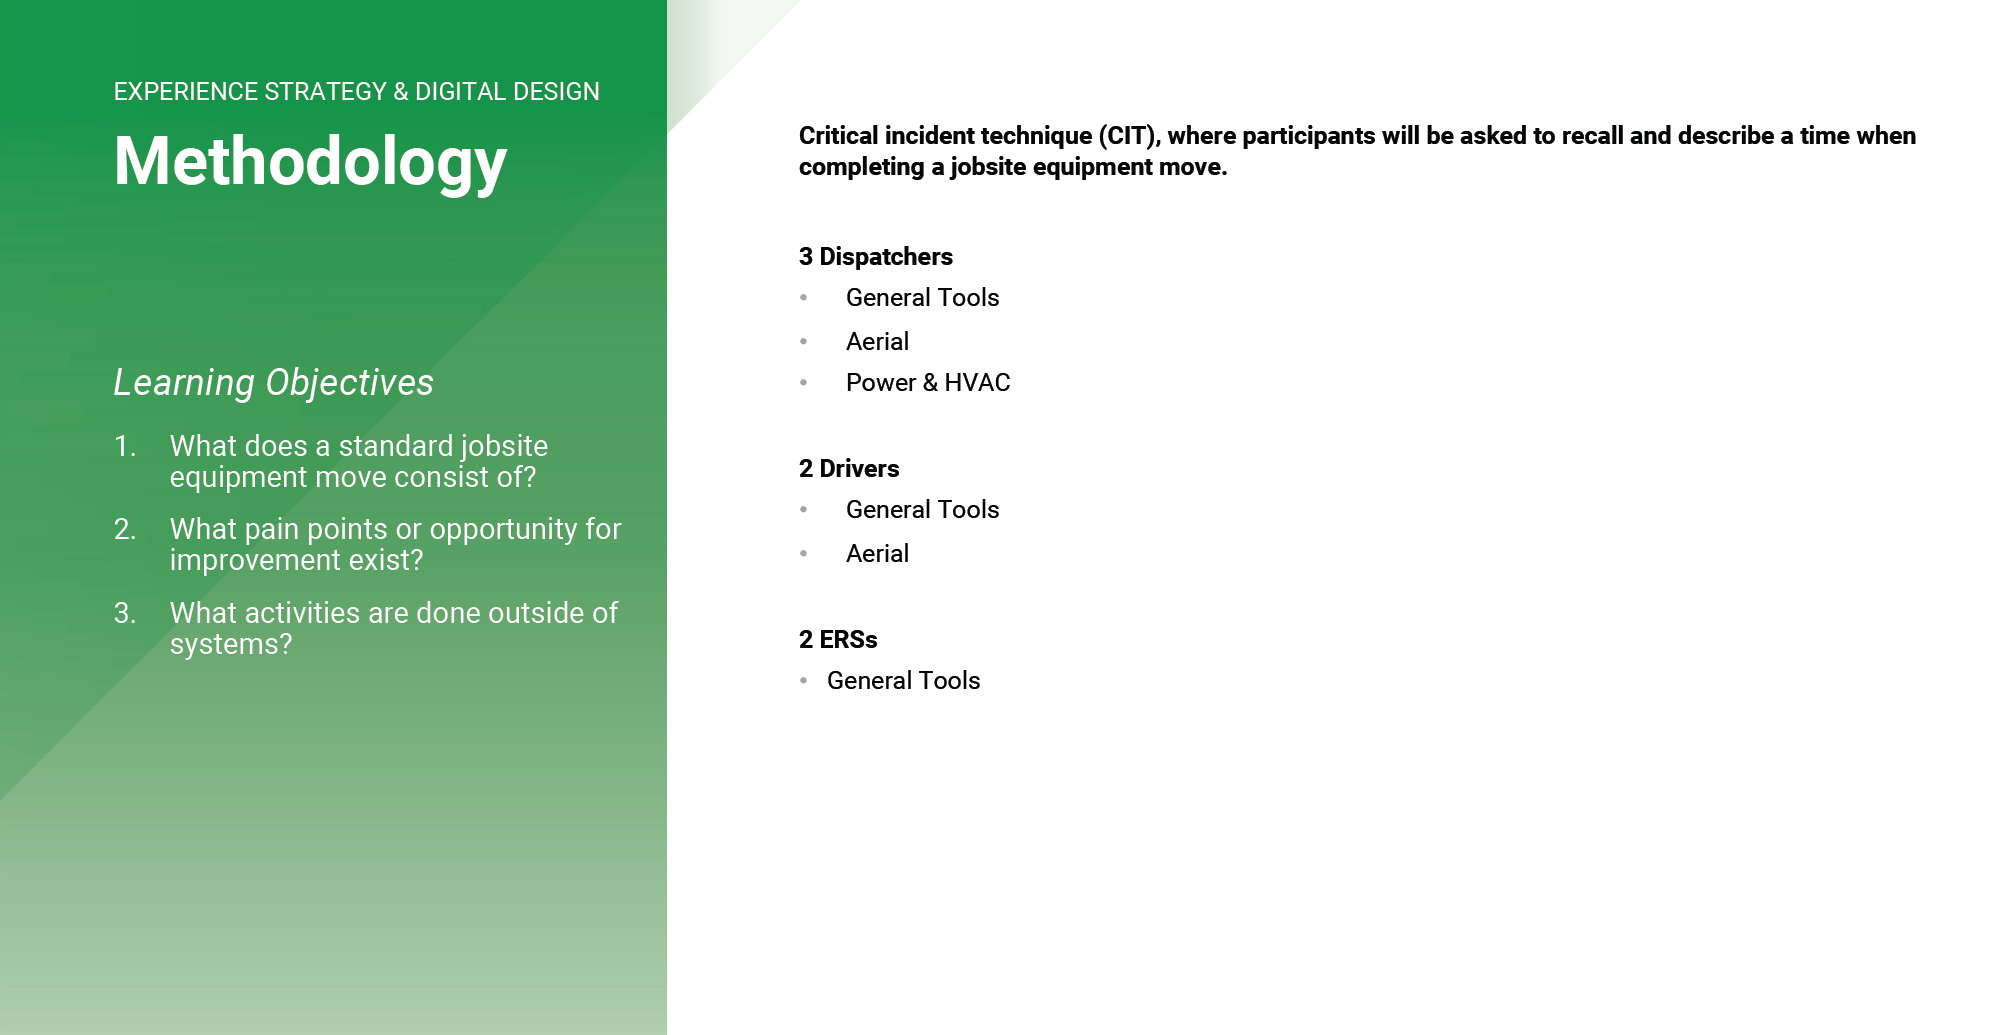 EXPERIENCE STRATEGY & DIGITAL DESIGN
Methodology
Learning Objectives
1. What does a standard jobsite
equipment move consist of?
2. What pain points or opportunity for
improvement exist?
3. What activities are done outside of
systems?
Critical incident technique (CIT), where participants will be asked to recall and describe a time when
completing a jobsite equipment move.
3 Dispatchers
• General Tools
• Aerial
• Power & HVAC
2 Drivers
• General Tools
• Aerial
2 ERSs
• General Tools